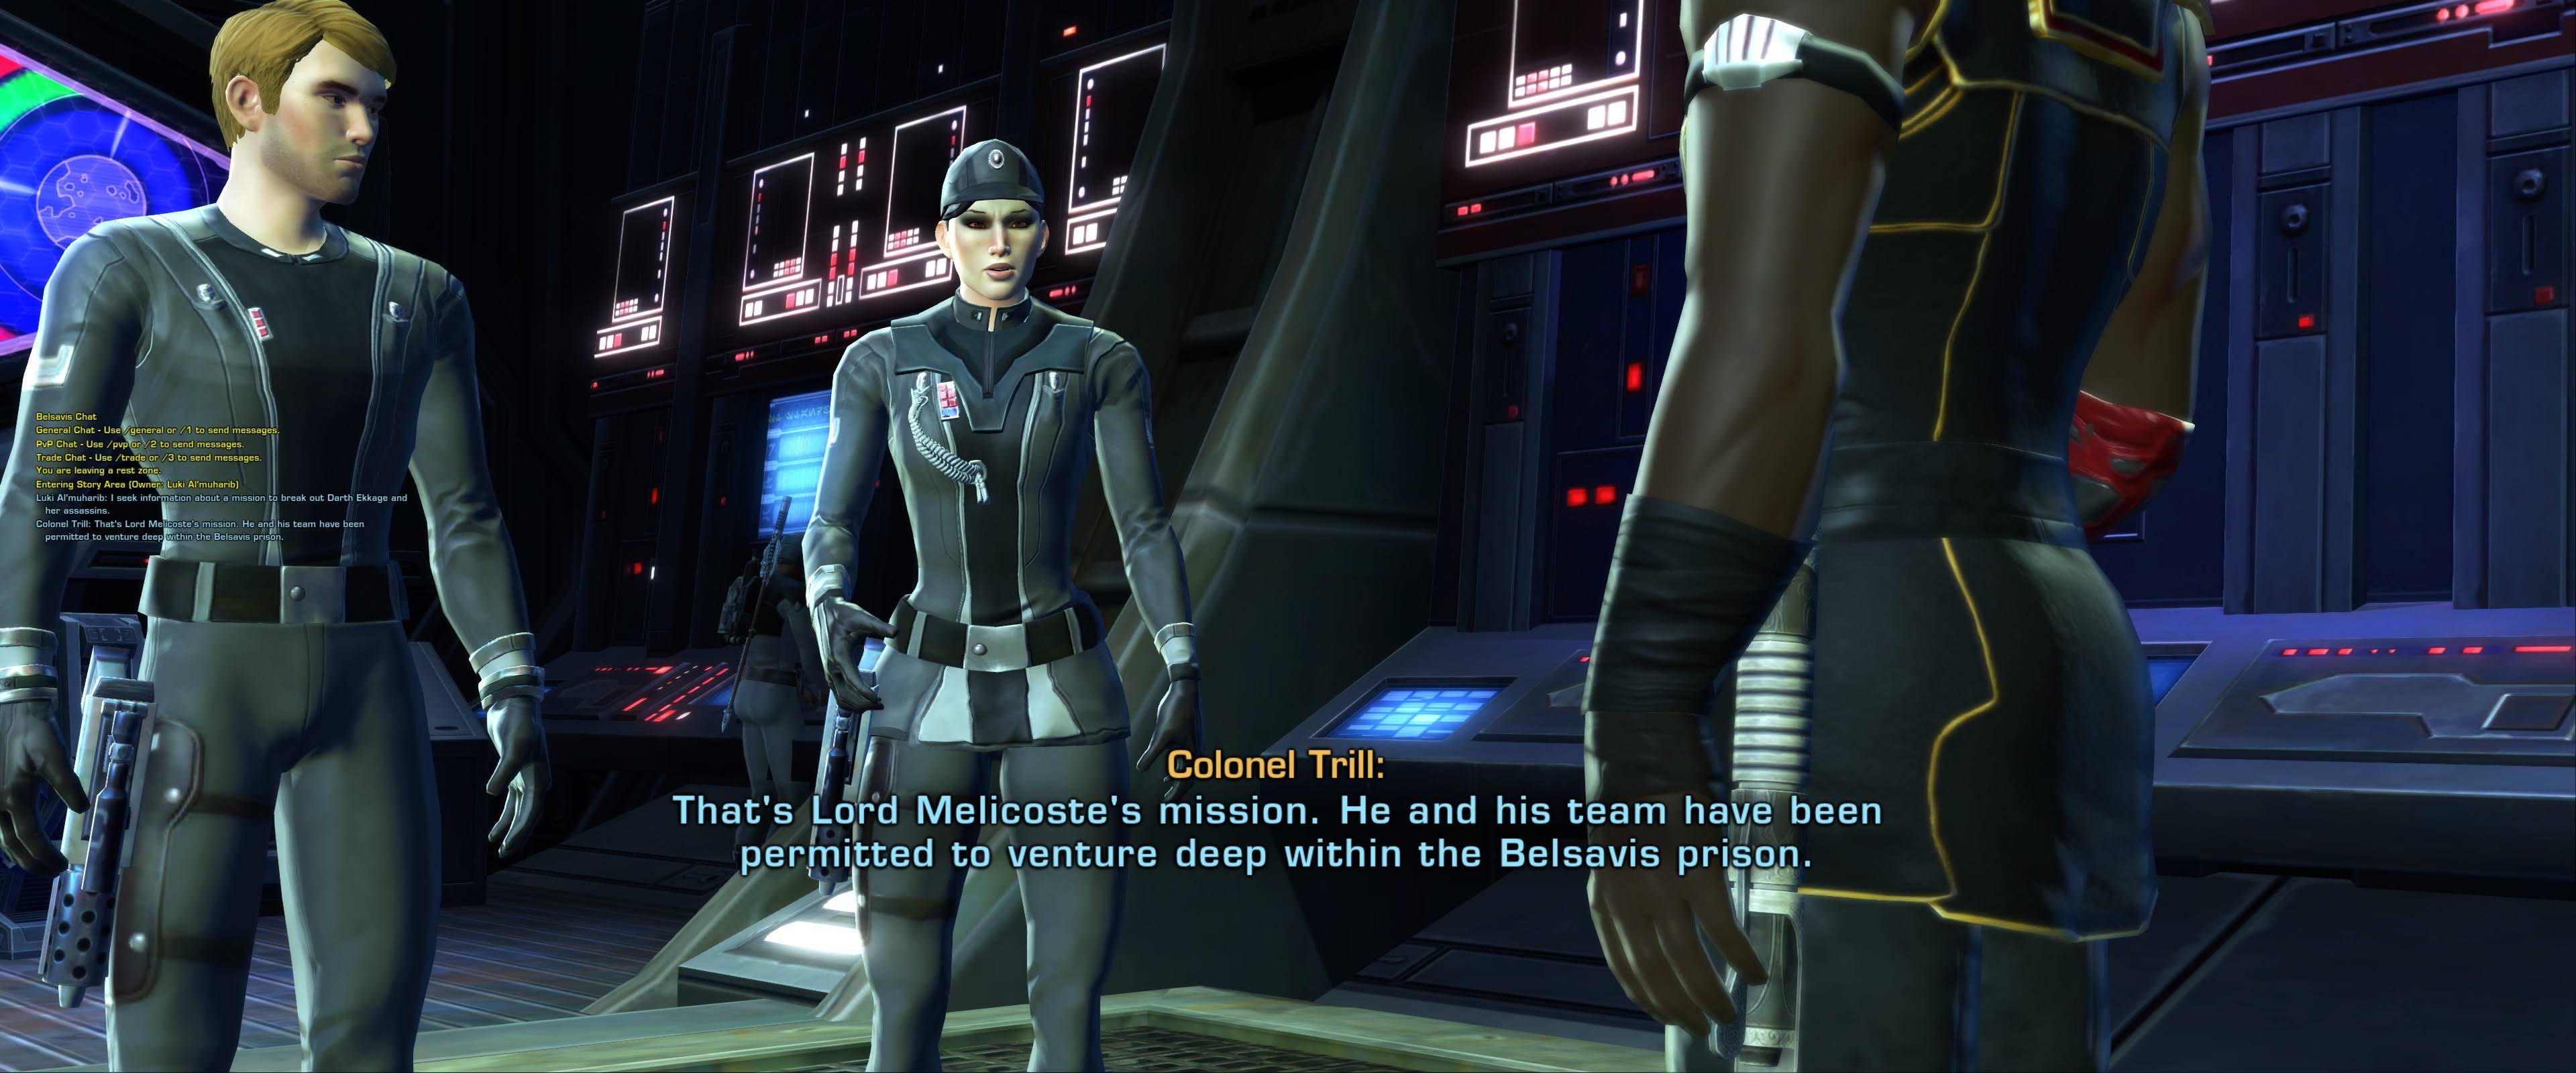 Belsavis Chat
General Chat - Use /general or /1 to send messages.
PvP Chat - Use /pvp or /2 to send messages.
Trade Chat - Use /trade or /3 to send messages.
You are leaving a rest zone.
Entering Story Area (Owner: Luki Al'muharib)
Luki Al'muharib: I seek information about a mission to break out Darth Ekkage and
her assassins.
Colonel Trill: That's Lord Melicoste's mission. He and his team have been
permitted to venture deep within the Belsavis prison.
Colonel Trill:
That's Lord Melicoste's mission. He and his team have been
permitted to venture deep within the Belsavis prison.